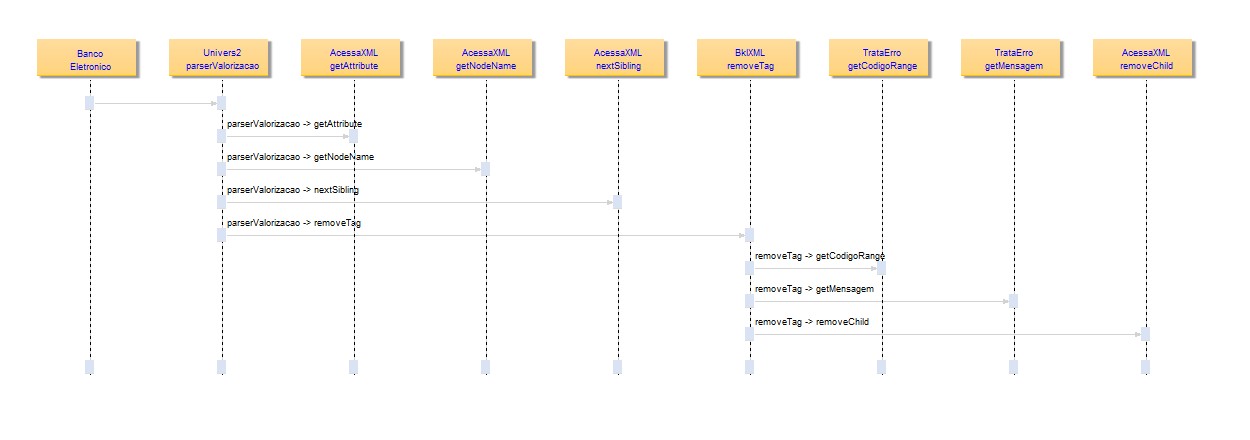 Banco
Eletronico
Univers2
parserValorizacao
AcessaXML
getAttribute
AcessaXML
getNodeName
AcessaXML
nextSibling
BklXML
removeTag
TrataErro
getCodigoRange
TrataErro
getMensagem
AcessaXML
removeChild
parserValorizacao -> getAttribute
parserValorizacao -> getNodeName
parserValorizacao -> nextSibling
parserValorizacao -> removeTag
removeTag -> getCodigoRange
removeTag -> getMensagem
removeTag -> removeChild